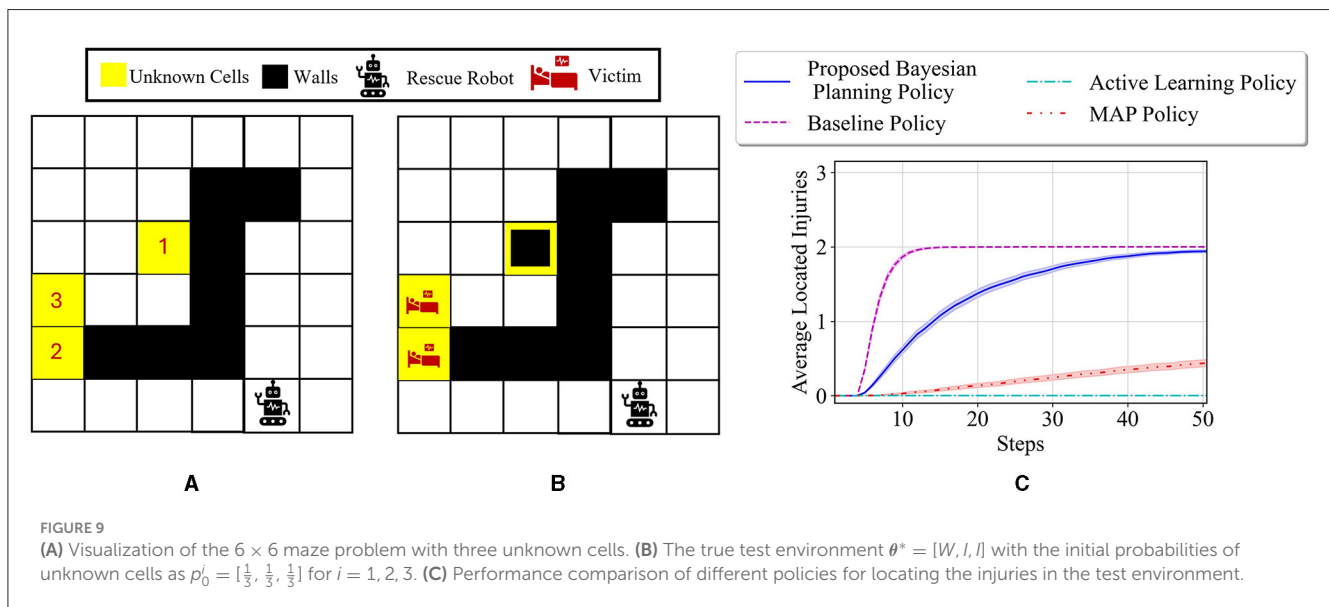 Unknown Cells Walls Rescue Robot Victim
1
3
2
A
B
Proposed Bayesian
Planning Policy
Baseline Policy
Active Learning Policy
MAP Policy
Average Located Injuries
3
2
1
0
10 20 30 40 50
Steps
C
FIGURE 9
(A) Visualization of the 6 × 6 maze problem with three unknown cells. (B) The true test environment θ* = [W, I, I] with the initial probabilities of
unknown cells as p₀ⁱ = [1/3, 1/3, 1/3] for i = 1, 2, 3. (C) Performance comparison of different policies for locating the injuries in the test environment.